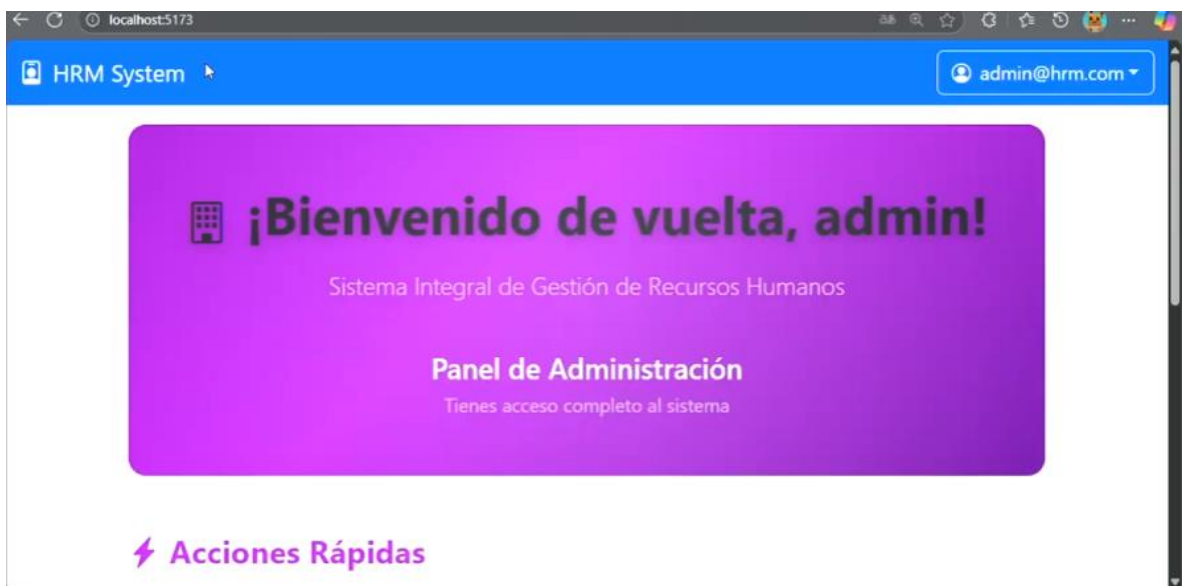 localhost:5173
HRM System
admin@hrm.com
¡Bienvenido de vuelta, admin!
Sistema Integral de Gestión de Recursos Humanos
Panel de Administración
Tienes acceso completo al sistema
Acciones Rápidas